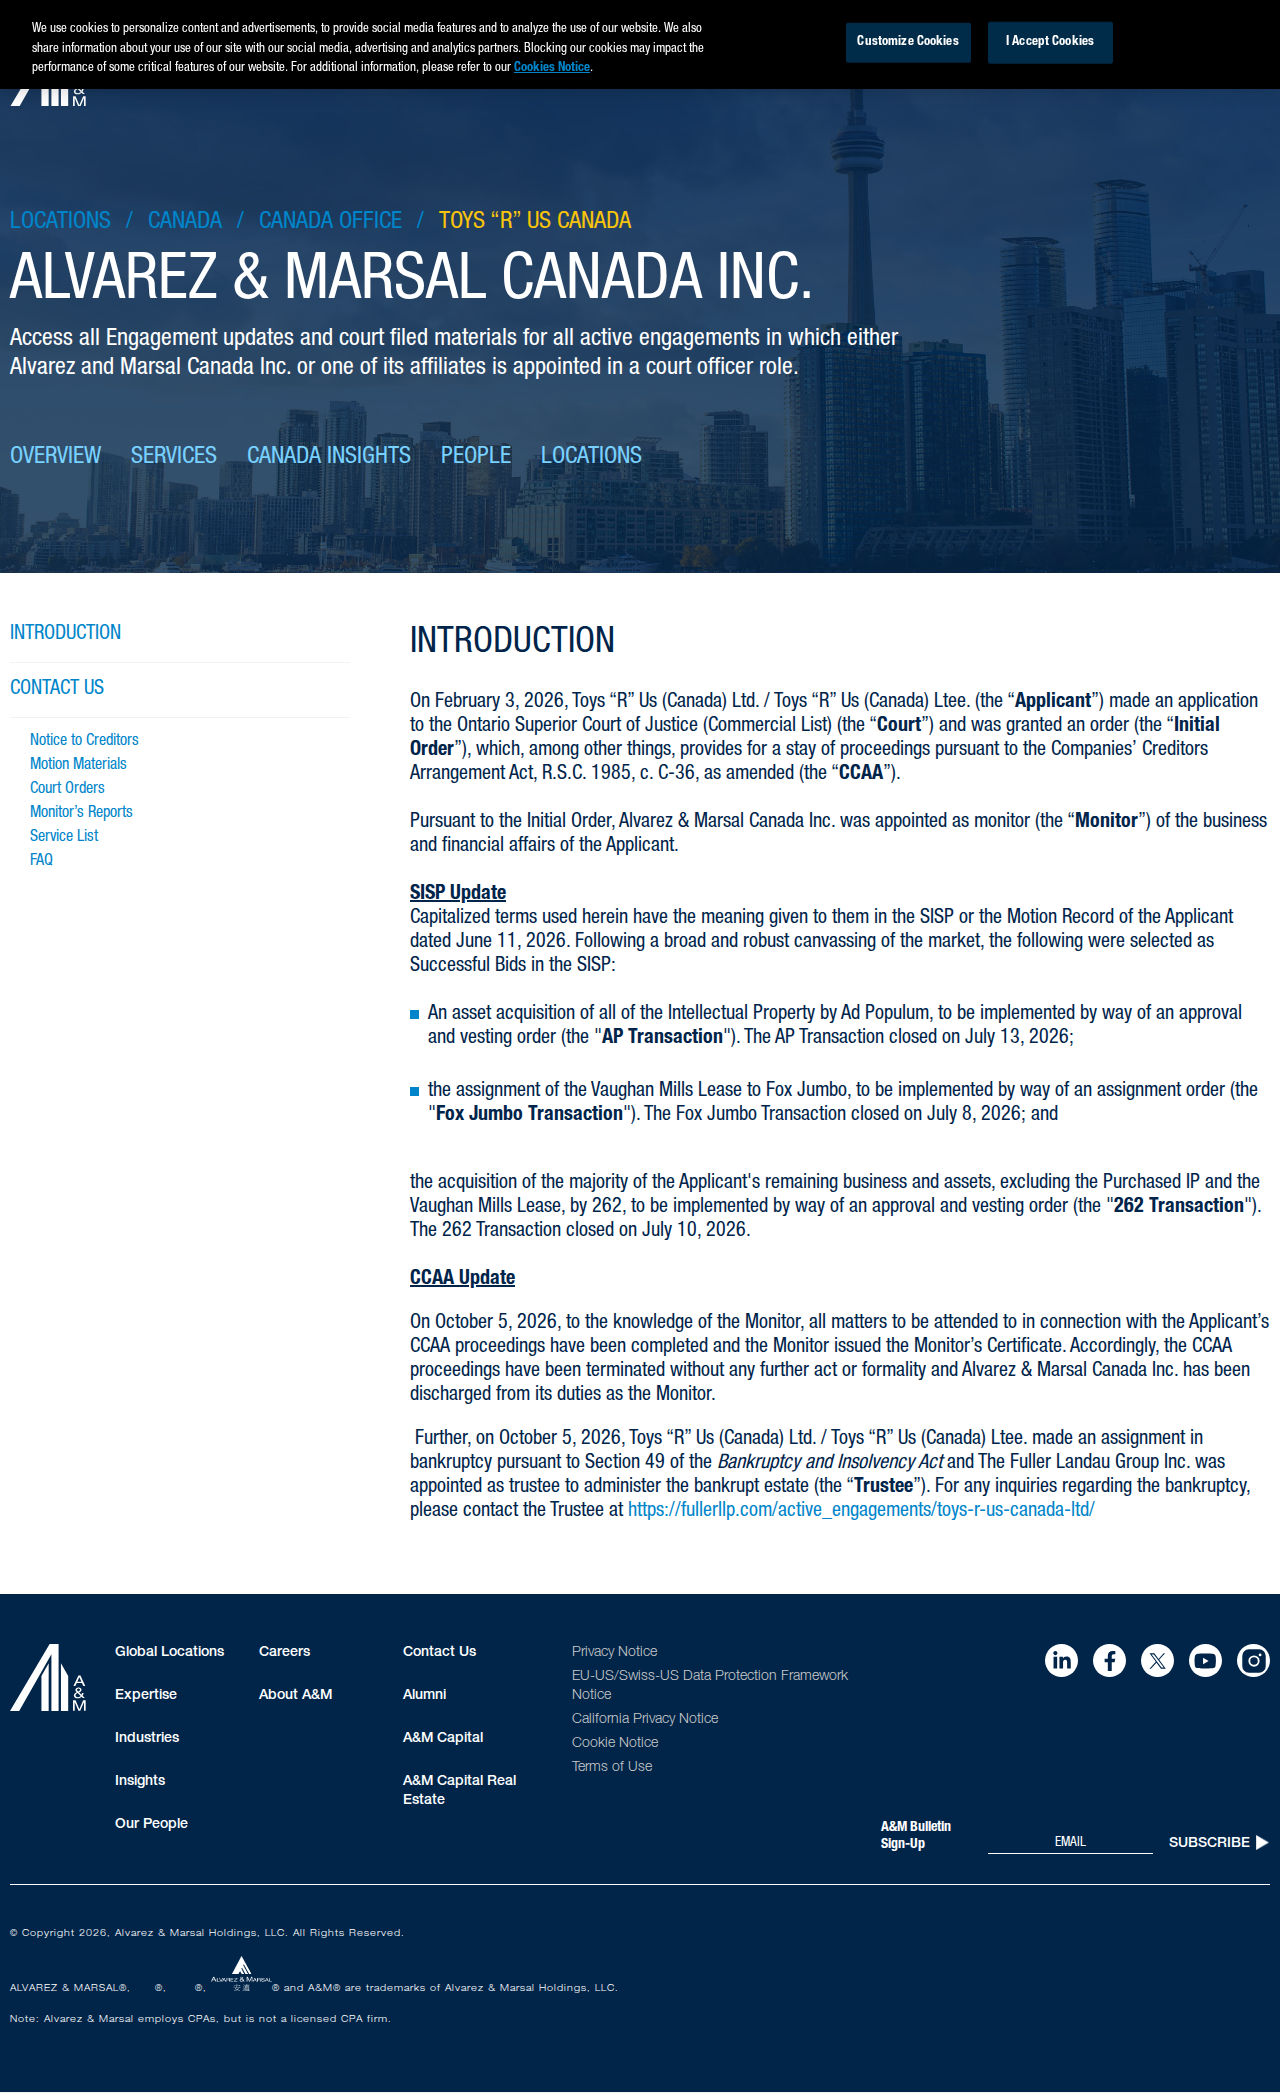 We use cookies to personalize content and advertisements, to provide social media features and to analyze the use of our website. We also
share information about your use of our site with our social media, advertising and analytics partners. Blocking our cookies may impact the
performance of some critical features of our website. For additional information, please refer to our Cookies Notice.
Customize Cookies
I Accept Cookies
&
M
LOCATIONS / CANADA / CANADA OFFICE / TOYS “R” US CANADA
ALVAREZ & MARSAL CANADA INC.
Access all Engagement updates and court filed materials for all active engagements in which either
Alvarez and Marsal Canada Inc. or one of its affiliates is appointed in a court officer role.
OVERVIEW SERVICES CANADA INSIGHTS PEOPLE LOCATIONS
INTRODUCTION
CONTACT US
Notice to Creditors
Motion Materials
Court Orders
Monitor’s Reports
Service List
FAQ
INTRODUCTION
On February 3, 2026, Toys “R” Us (Canada) Ltd. / Toys “R” Us (Canada) Ltee. (the “Applicant”) made an application
to the Ontario Superior Court of Justice (Commercial List) (the “Court”) and was granted an order (the “Initial
Order”), which, among other things, provides for a stay of proceedings pursuant to the Companies’ Creditors
Arrangement Act, R.S.C. 1985, c. C-36, as amended (the “CCAA”).
Pursuant to the Initial Order, Alvarez & Marsal Canada Inc. was appointed as monitor (the “Monitor”) of the business
and financial affairs of the Applicant.
SISP Update
Capitalized terms used herein have the meaning given to them in the SISP or the Motion Record of the Applicant
dated June 11, 2026. Following a broad and robust canvassing of the market, the following were selected as
Successful Bids in the SISP:
An asset acquisition of all of the Intellectual Property by Ad Populum, to be implemented by way of an approval
and vesting order (the "AP Transaction"). The AP Transaction closed on July 13, 2026;
the assignment of the Vaughan Mills Lease to Fox Jumbo, to be implemented by way of an assignment order (the
"Fox Jumbo Transaction"). The Fox Jumbo Transaction closed on July 8, 2026; and
the acquisition of the majority of the Applicant's remaining business and assets, excluding the Purchased IP and the
Vaughan Mills Lease, by 262, to be implemented by way of an approval and vesting order (the "262 Transaction").
The 262 Transaction closed on July 10, 2026.
CCAA Update
On October 5, 2026, to the knowledge of the Monitor, all matters to be attended to in connection with the Applicant’s
CCAA proceedings have been completed and the Monitor issued the Monitor’s Certificate. Accordingly, the CCAA
proceedings have been terminated without any further act or formality and Alvarez & Marsal Canada Inc. has been
discharged from its duties as the Monitor.
Further, on October 5, 2026, Toys “R” Us (Canada) Ltd. / Toys “R” Us (Canada) Ltee. made an assignment in
bankruptcy pursuant to Section 49 of the Bankruptcy and Insolvency Act and The Fuller Landau Group Inc. was
appointed as trustee to administer the bankrupt estate (the “Trustee”). For any inquiries regarding the bankruptcy,
please contact the Trustee at https://fullerllp.com/active_engagements/toys-r-us-canada-ltd/
A
&
M
Global Locations
Expertise
Industries
Insights
Our People
Careers
About A&M
Contact Us
Alumni
A&M Capital
A&M Capital Real
Estate
Privacy Notice
EU-US/Swiss-US Data Protection Framework
Notice
California Privacy Notice
Cookie Notice
Terms of Use
A&M Bulletin
Sign-Up
EMAIL
SUBSCRIBE
© Copyright 2026, Alvarez & Marsal Holdings, LLC. All Rights Reserved.
ALVAREZ & MARSAL®, ®, ®, ALVAREZ & MARSAL ® and A&M® are trademarks of Alvarez & Marsal Holdings, LLC.
Note: Alvarez & Marsal employs CPAs, but is not a licensed CPA firm.